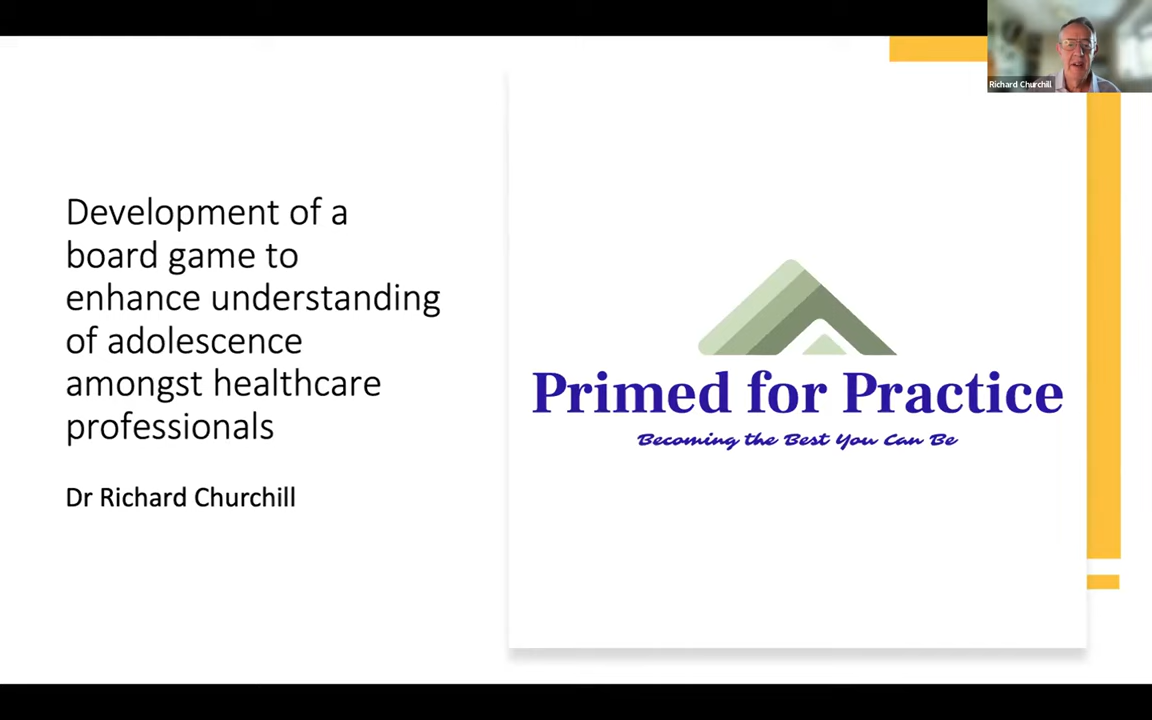 Richard Churchill
Development of a
board game to
enhance understanding
of adolescence
amongst healthcare
professionals
Dr Richard Churchill
Primed for Practice
Becoming the Best You Can Be